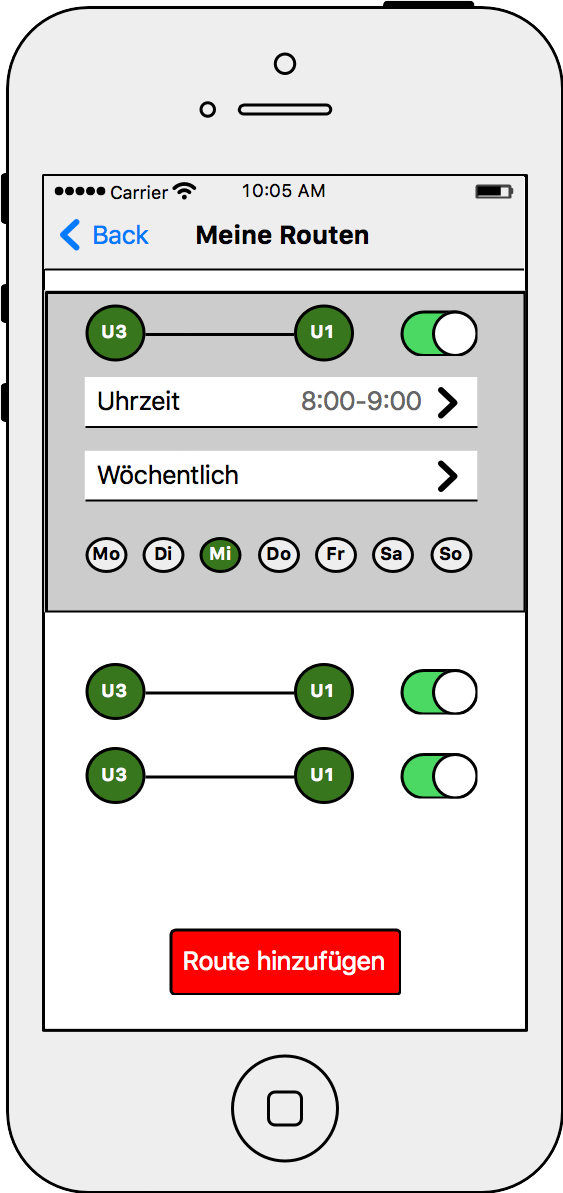 Carrier 10:05 AM
Back Meine Routen
U3 U1
Uhrzeit 8:00-9:00
Wöchentlich
Mo Di Mi Do Fr Sa So
U3 U1
U3 U1
Route hinzufügen